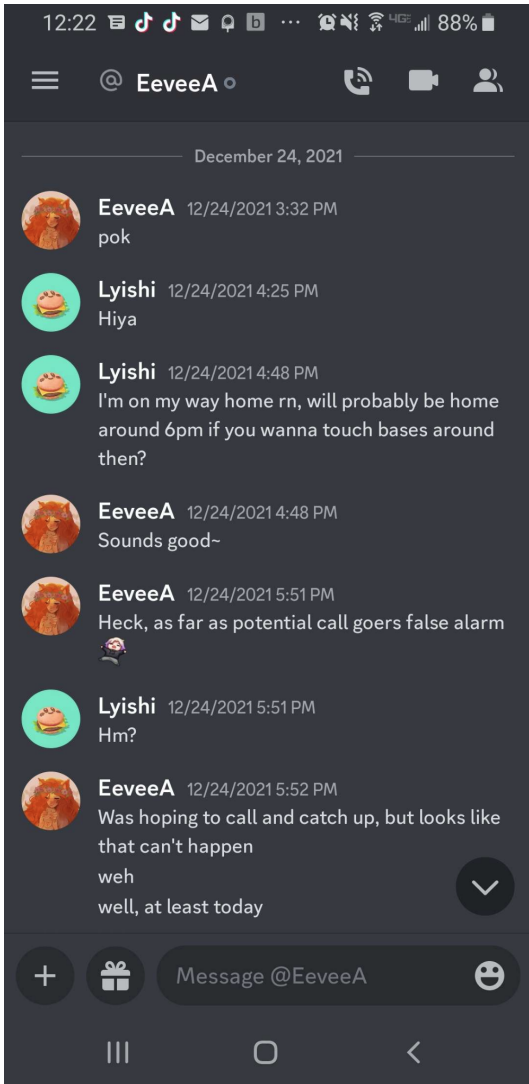 12:22 ... 4GE 88%
@ EeveeA
December 24, 2021
EeveeA 12/24/2021 3:32 PM
pok
Lyishi 12/24/2021 4:25 PM
Hiya
Lyishi 12/24/2021 4:48 PM
I'm on my way home rn, will probably be home
around 6pm if you wanna touch bases around
then?
EeveeA 12/24/2021 4:48 PM
Sounds good~
EeveeA 12/24/2021 5:51 PM
Heck, as far as potential call goers false alarm
Lyishi 12/24/2021 5:51 PM
Hm?
EeveeA 12/24/2021 5:52 PM
Was hoping to call and catch up, but looks like
that can't happen
weh
well, at least today
Message @EeveeA